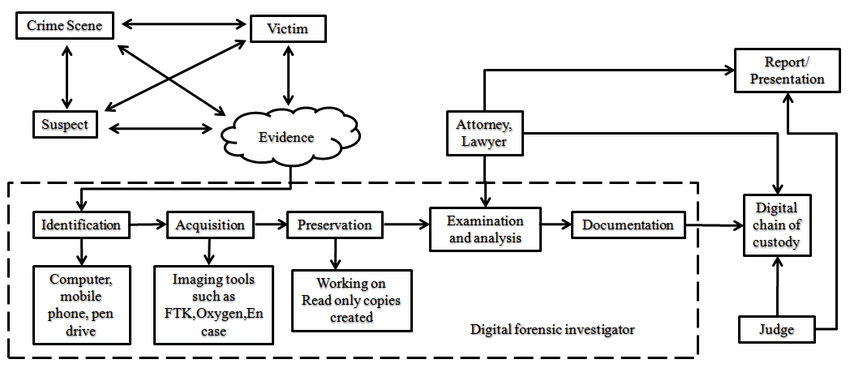 Crime Scene
Victim
Suspect
Evidence
Report/
Presentation
Attorney,
Lawyer
Identification
Acquisition
Preservation
Examination
and analysis
Documentation
Digital
chain of
custody
Computer,
mobile
phone, pen
drive
Imaging tools
such as
FTK,Oxygen,En
case
Working on
Read only copies
created
Digital forensic investigator
Judge